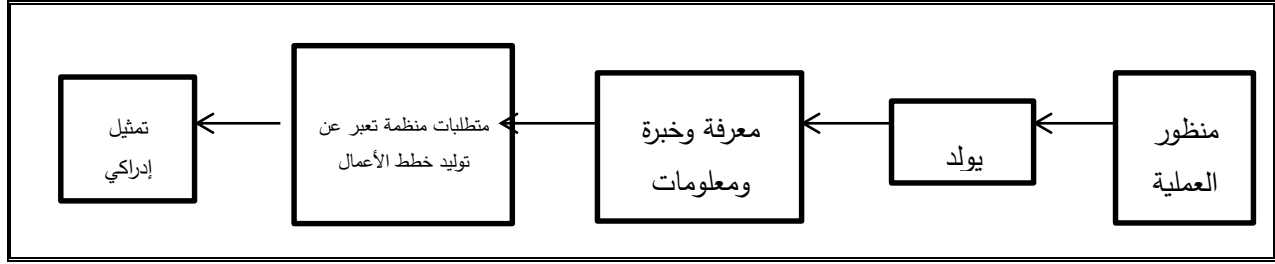 منظور
العملية
يولد
معرفة وخبرة
ومعلومات
متطلبات منظمة تعبر عن
توليد خطط الأعمال
تمثيل
إدراكي